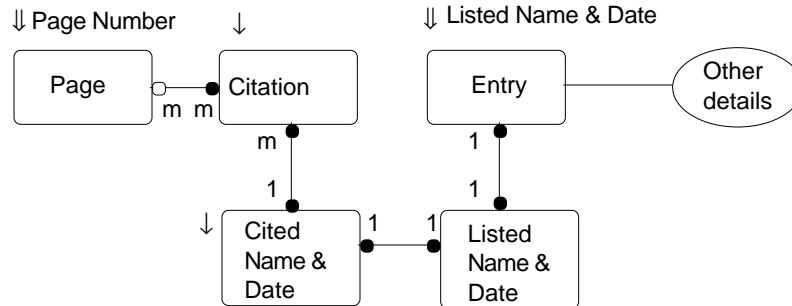 ⇓ Page Number
↓
⇓ Listed Name & Date
Page
Citation
Entry
Other
details
m m
m
1
1
1
↓
Cited
Name &
Date
1 1
Listed
Name &
Date